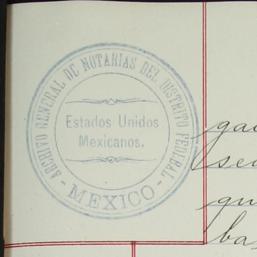 ARCHIVO GENERAL DE NOTARIAS DEL DISTRITO FEDERAL
Estados Unidos
Mexicanos.
- MEXICO -